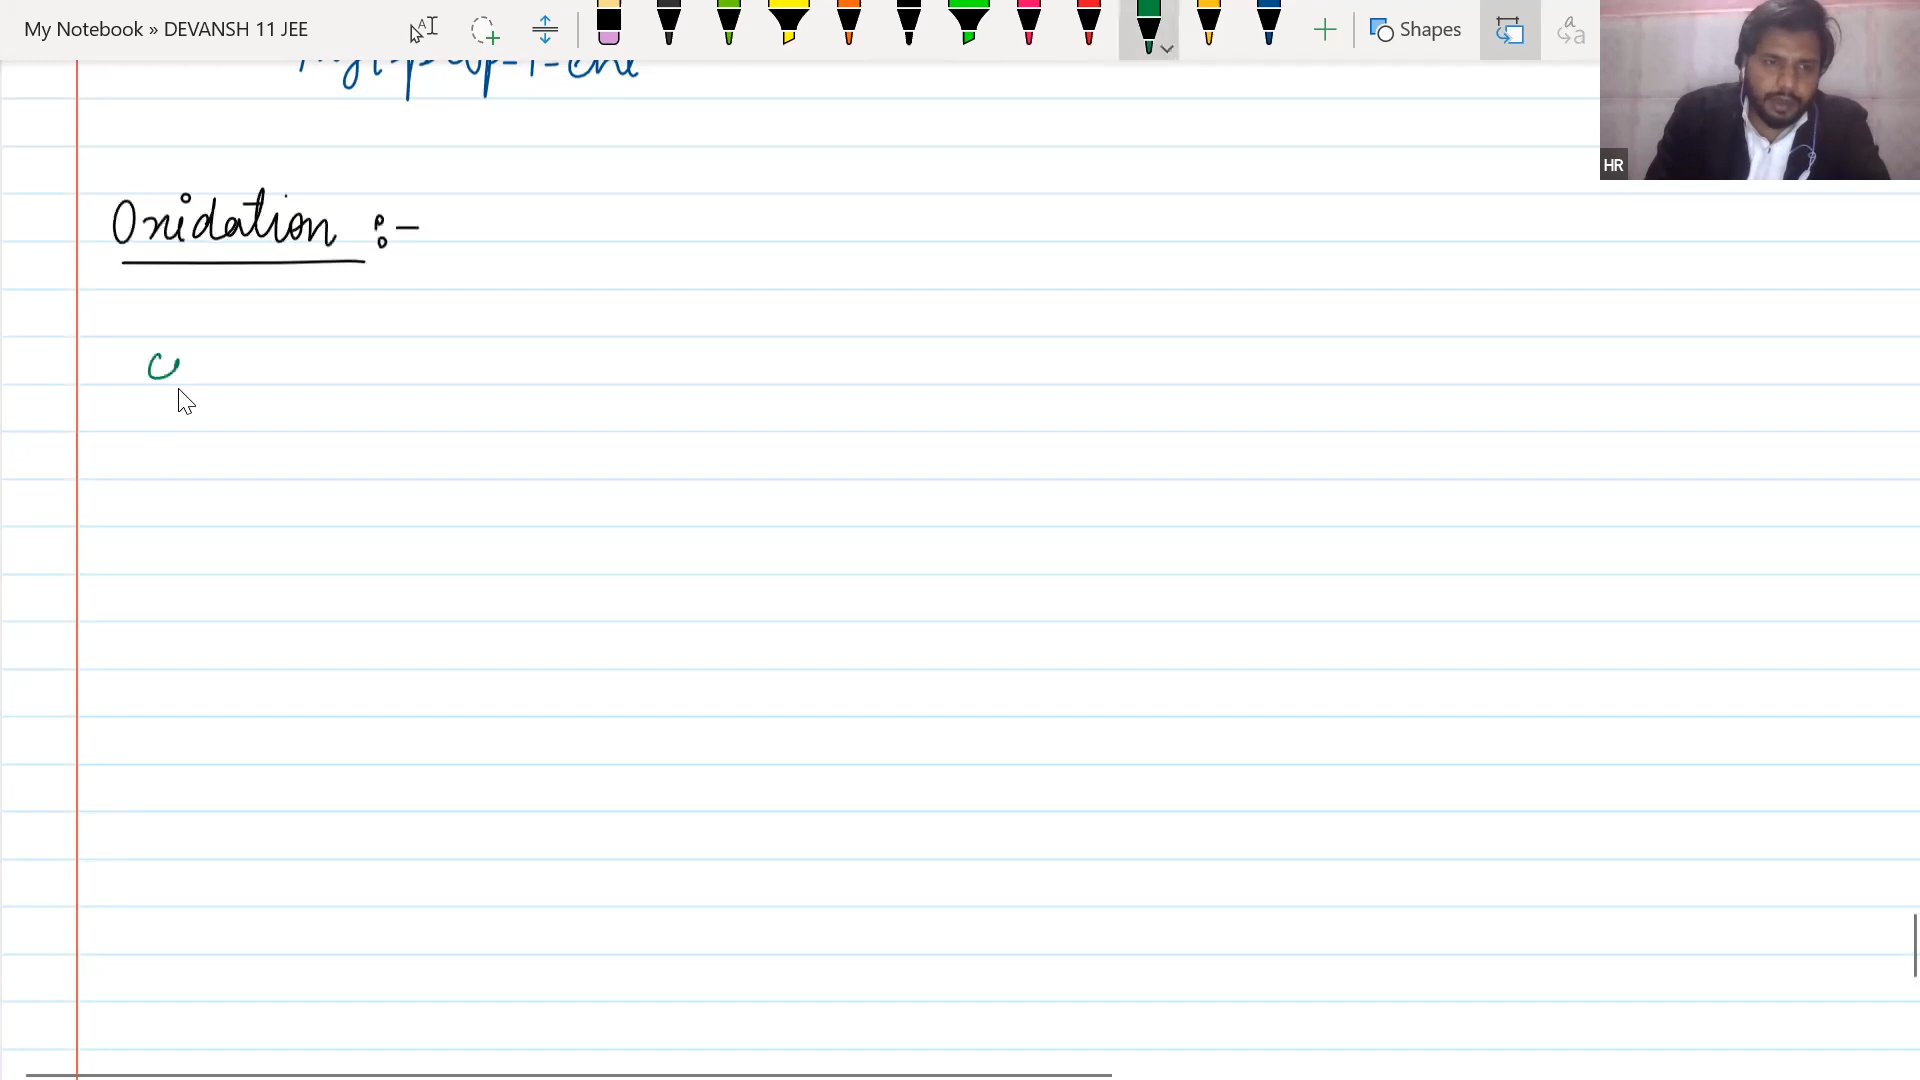 My Notebook » DEVANSH 11 JEE
Shapes
HR
Oxidation :-
C